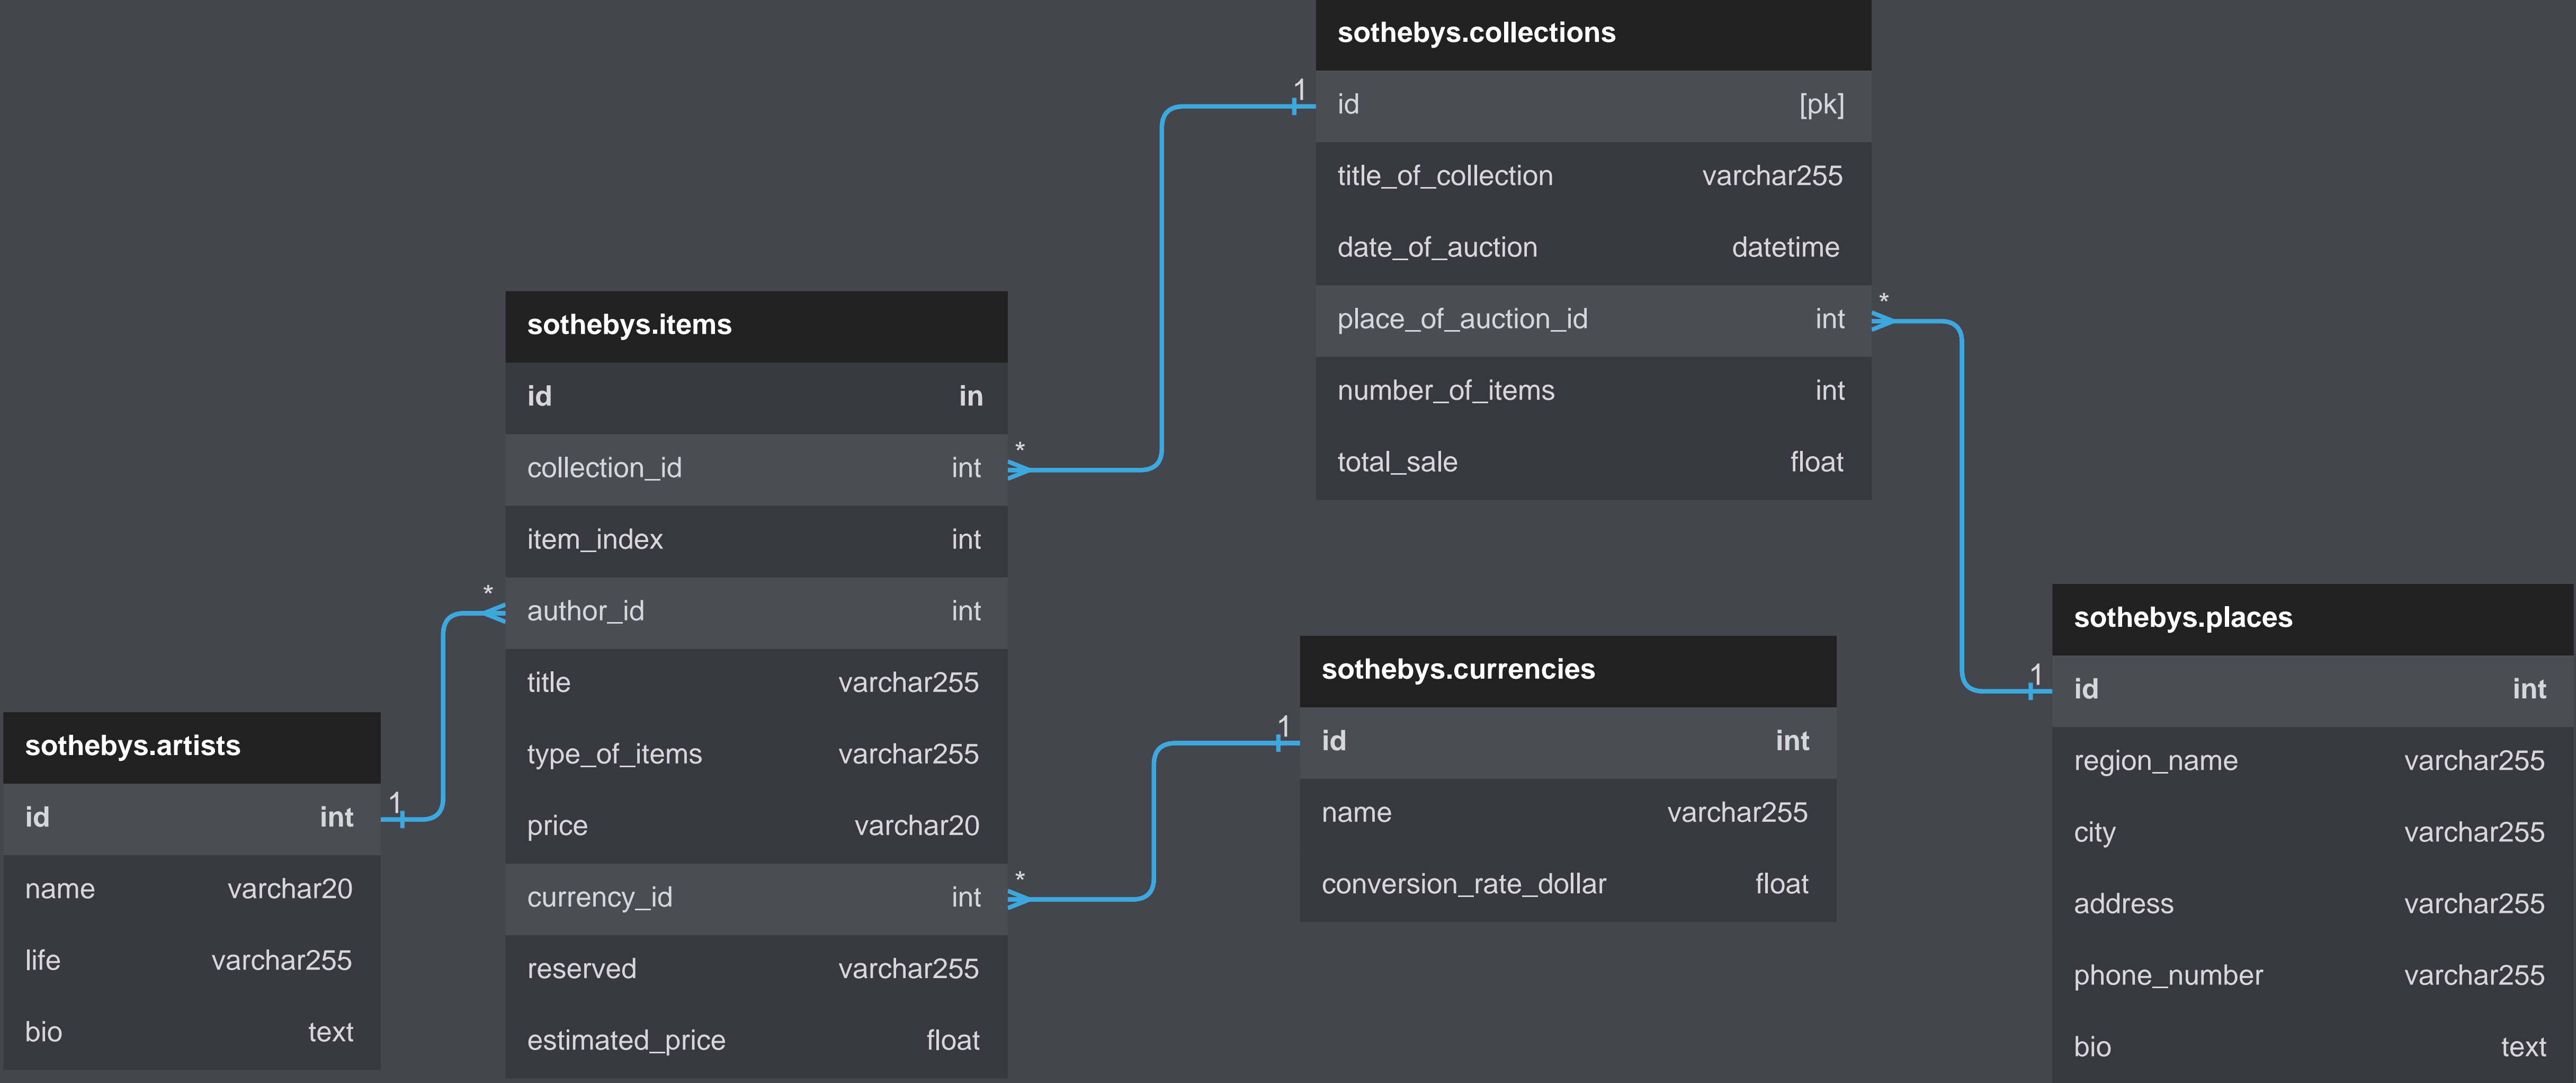 sothebys.collections
1
id [pk]
title_of_collection varchar255
date_of_auction datetime
*
place_of_auction_id int
number_of_items int
total_sale float
sothebys.items
id in
*
collection_id int
item_index int
*
author_id int
title varchar255
type_of_items varchar255
price varchar20
*
currency_id int
reserved varchar255
estimated_price float
sothebys.artists
1
id int
name varchar20
life varchar255
bio text
sothebys.currencies
1
id int
name varchar255
conversion_rate_dollar float
sothebys.places
1
id int
region_name varchar255
city varchar255
address varchar255
phone_number varchar255
bio text